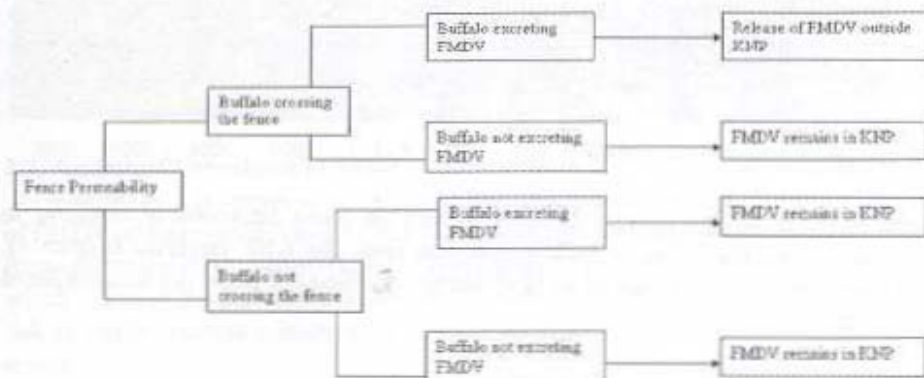 Buffalo excreting
FMDV
Release of FMDV outside
KNP
Buffalo crossing
the fence
Buffalo not excreting
FMDV
FMDV remains in KNP
Fence Permeability
Buffalo excreting
FMDV
FMDV remains in KNP
Buffalo not
crossing the fence
Buffalo not excreting
FMDV
FMDV remains in KNP